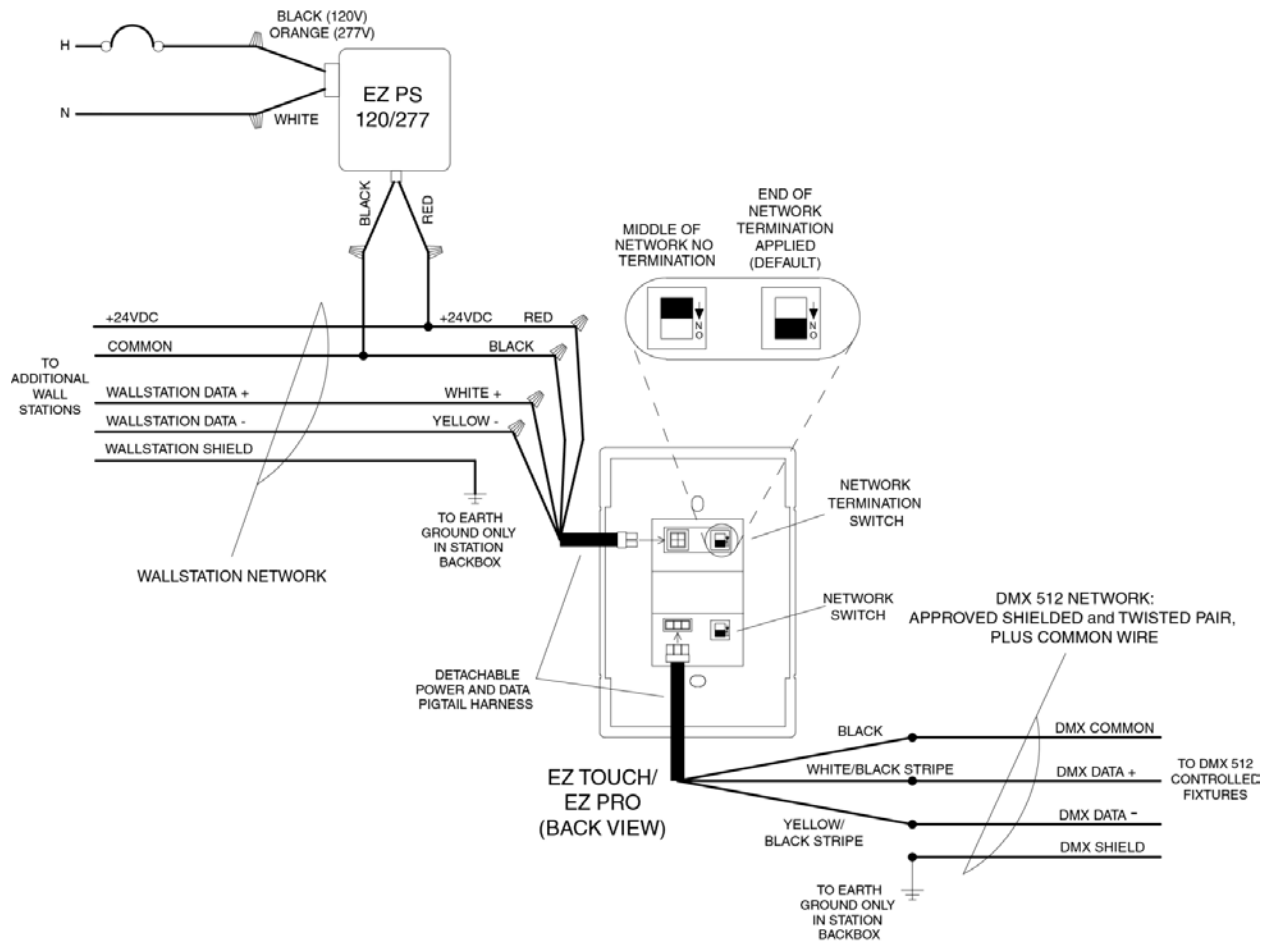 BLACK (120V)
ORANGE (277V)
H
N
WHITE
EZ PS
120/277
BLACK
RED
MIDDLE OF
NETWORK NO
TERMINATION
END OF
NETWORK
TERMINATION
APPLIED
(DEFAULT)
NO
NO
+24VDC
+24VDC
RED
COMMON
BLACK
TO
ADDITIONAL
WALL
STATIONS
WALLSTATION DATA +
WHITE +
WALLSTATION DATA -
YELLOW -
WALLSTATION SHIELD
TO EARTH
GROUND ONLY
IN STATION
BACKBOX
WALLSTATION NETWORK
NETWORK
TERMINATION
SWITCH
NETWORK
SWITCH
DMX 512 NETWORK:
APPROVED SHIELDED and TWISTED PAIR,
PLUS COMMON WIRE
DETACHABLE
POWER AND DATA
PIGTAIL HARNESS
EZ TOUCH/
EZ PRO
(BACK VIEW)
BLACK
DMX COMMON
WHITE/BLACK STRIPE
DMX DATA +
YELLOW/
BLACK STRIPE
DMX DATA -
DMX SHIELD
TO DMX 512
CONTROLLED
FIXTURES
TO EARTH
GROUND ONLY
IN STATION
BACKBOX